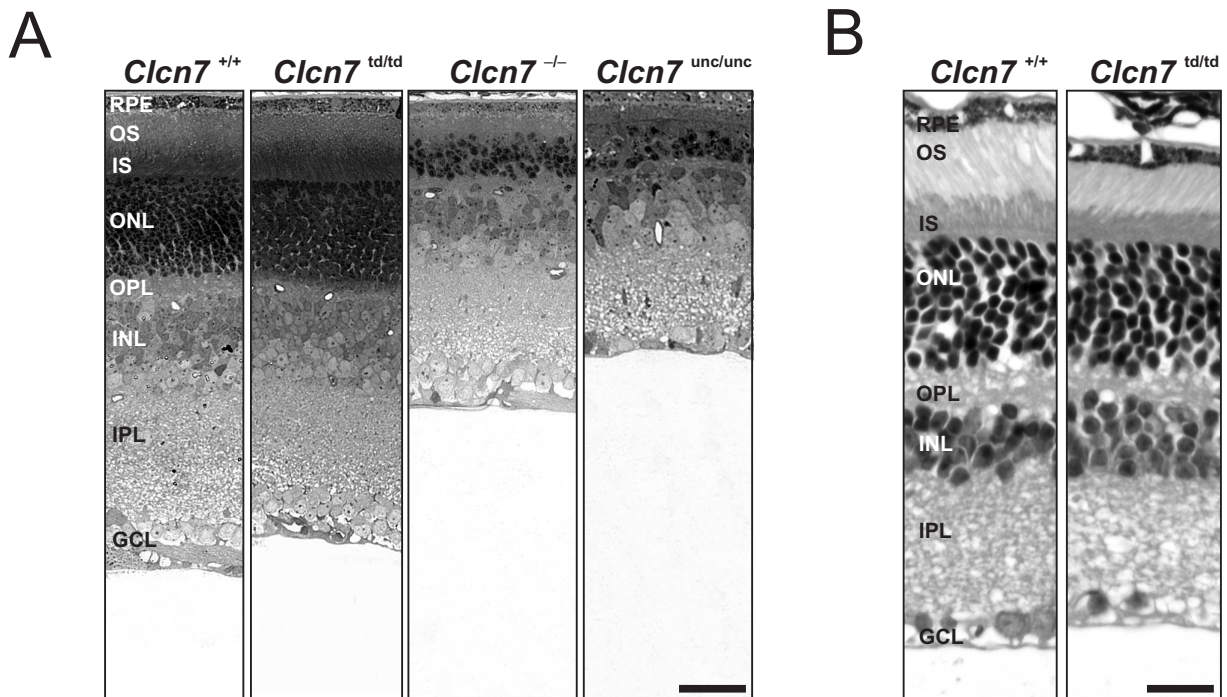 A
B
Clcn7 +/+
Clcn7 td/td
Clcn7 –/–
Clcn7 unc/unc
Clcn7 +/+
Clcn7 td/td
RPE
OS
IS
ONL
OPL
INL
IPL
GCL
RPE
OS
IS
ONL
OPL
INL
IPL
GCL